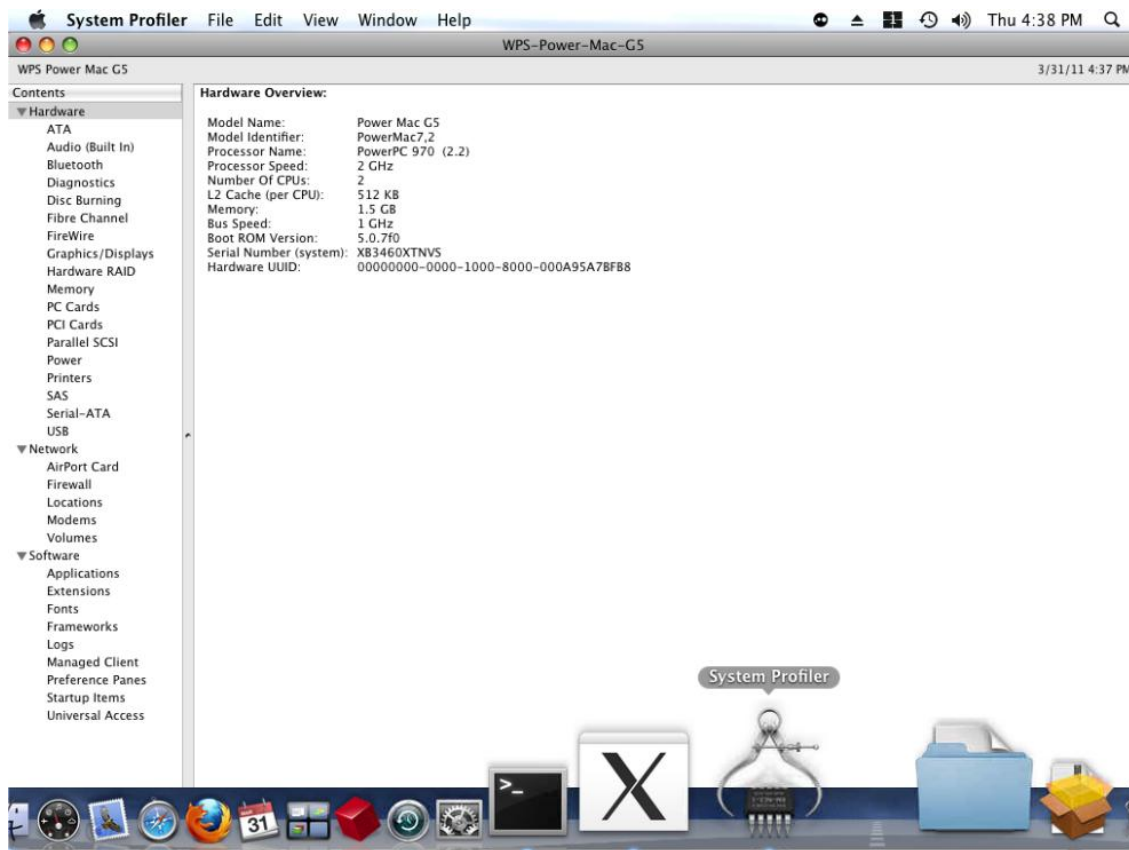 System Profiler File Edit View Window Help 1 Thu 4:38 PM
WPS-Power-Mac-G5
WPS Power Mac G5 3/31/11 4:37 PM
Contents
Hardware
ATA
Audio (Built In)
Bluetooth
Diagnostics
Disc Burning
Fibre Channel
FireWire
Graphics/Displays
Hardware RAID
Memory
PC Cards
PCI Cards
Parallel SCSI
Power
Printers
SAS
Serial-ATA
USB
Network
AirPort Card
Firewall
Locations
Modems
Volumes
Software
Applications
Extensions
Fonts
Frameworks
Logs
Managed Client
Preference Panes
Startup Items
Universal Access
Hardware Overview:
Model Name: Power Mac G5
Model Identifier: PowerMac7,2
Processor Name: PowerPC 970 (2.2)
Processor Speed: 2 GHz
Number Of CPUs: 2
L2 Cache (per CPU): 512 KB
Memory: 1.5 GB
Bus Speed: 1 GHz
Boot ROM Version: 5.0.7f0
Serial Number (system): XB3460XTNVS
Hardware UUID: 00000000-0000-1000-8000-000A95A7BFB8
System Profiler
>_
X
31